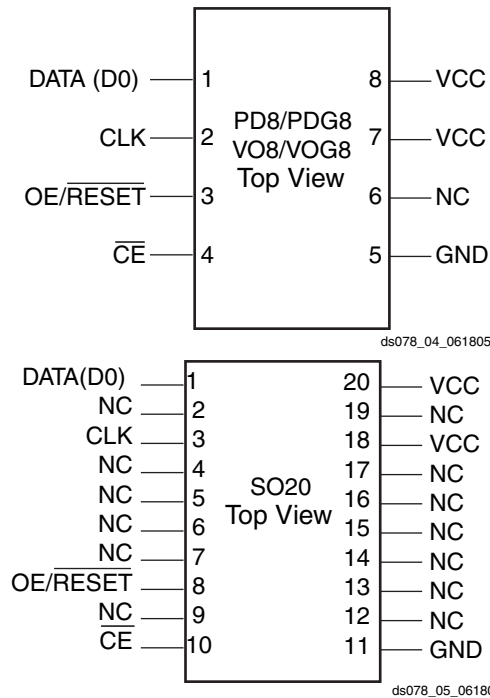 DATA (D0) 1 8 VCC
CLK 2 PD8/PDG8 7 VCC
VO8/VOG8
Top View
OE/RESET 3 6 NC
CE 4 5 GND
ds078_04_061805
DATA(D0) 1 20 VCC
NC 2 19 NC
CLK 3 18 VCC
NC 4 17 NC
NC 5 SO20 16 NC
NC 6 Top View 15 NC
NC 7 14 NC
OE/RESET 8 13 NC
NC 9 12 NC
CE 10 11 GND